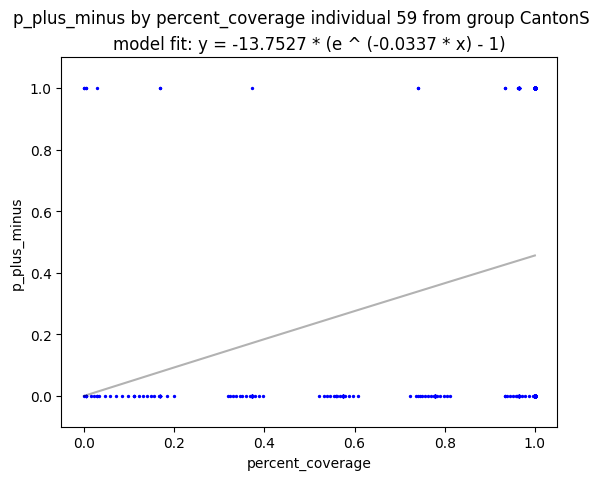 p_plus_minus by percent_coverage individual 59 from group CantonS
model fit: y = -13.7527 * (e ^ (-0.0337 * x) - 1)
1.0
0.8
0.6
0.4
0.2
0.0
p_plus_minus
0.0 0.2 0.4 0.6 0.8 1.0
percent_coverage